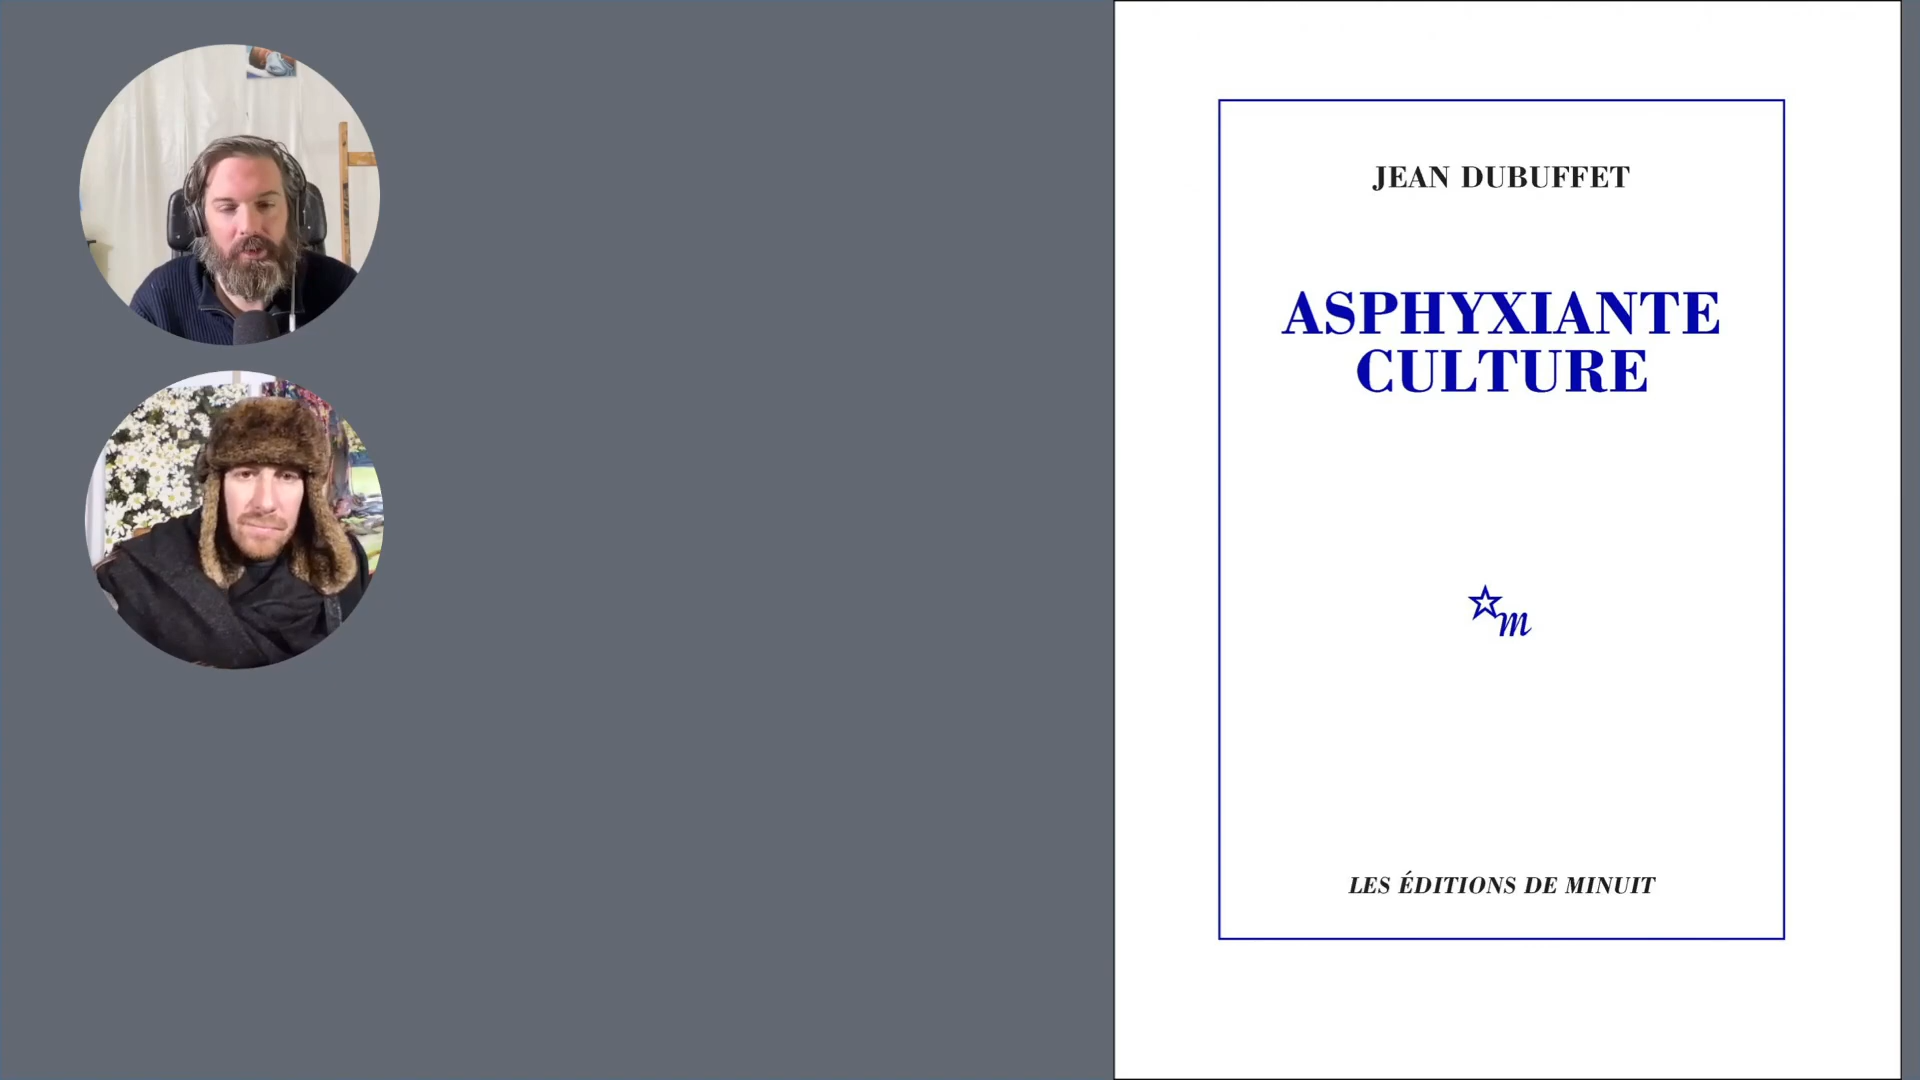 JEAN DUBUFFET
ASPHYXIANTE
CULTURE
m
LES ÉDITIONS DE MINUIT